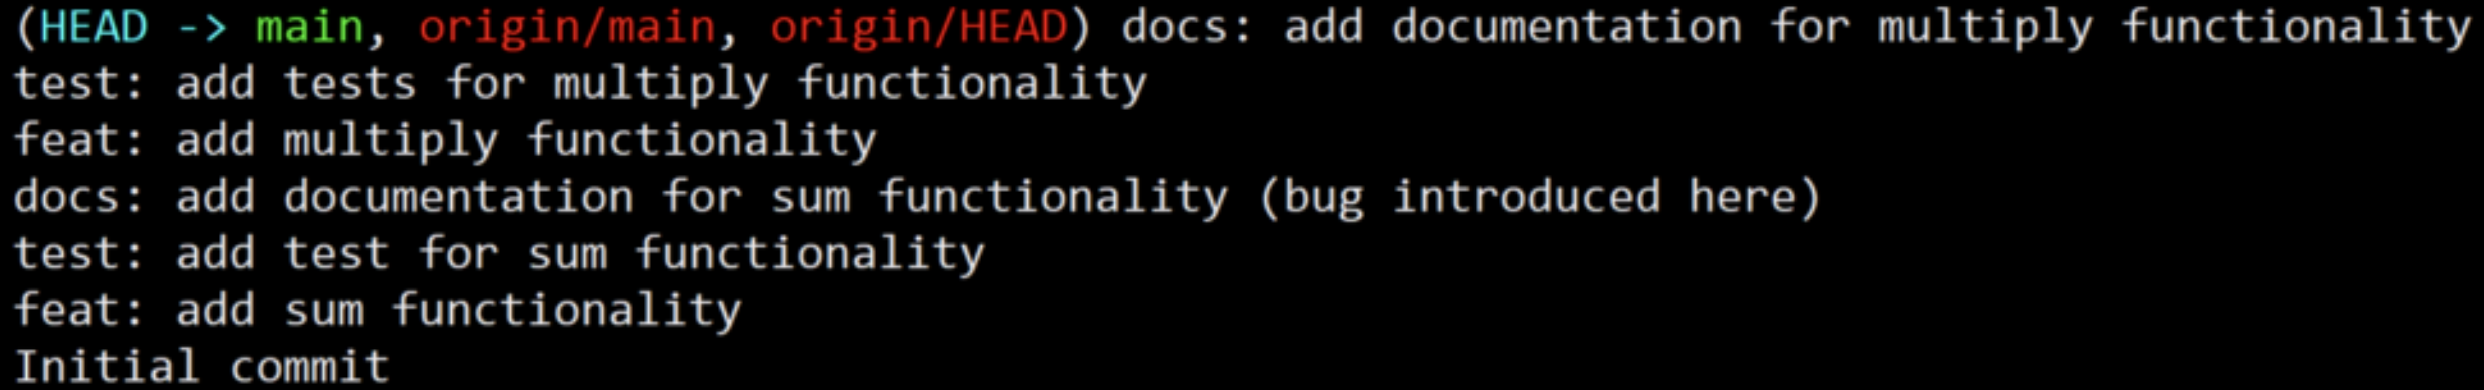 (HEAD -> main, origin/main, origin/HEAD) docs: add documentation for multiply functionality
test: add tests for multiply functionality
feat: add multiply functionality
docs: add documentation for sum functionality (bug introduced here)
test: add test for sum functionality
feat: add sum functionality
Initial commit